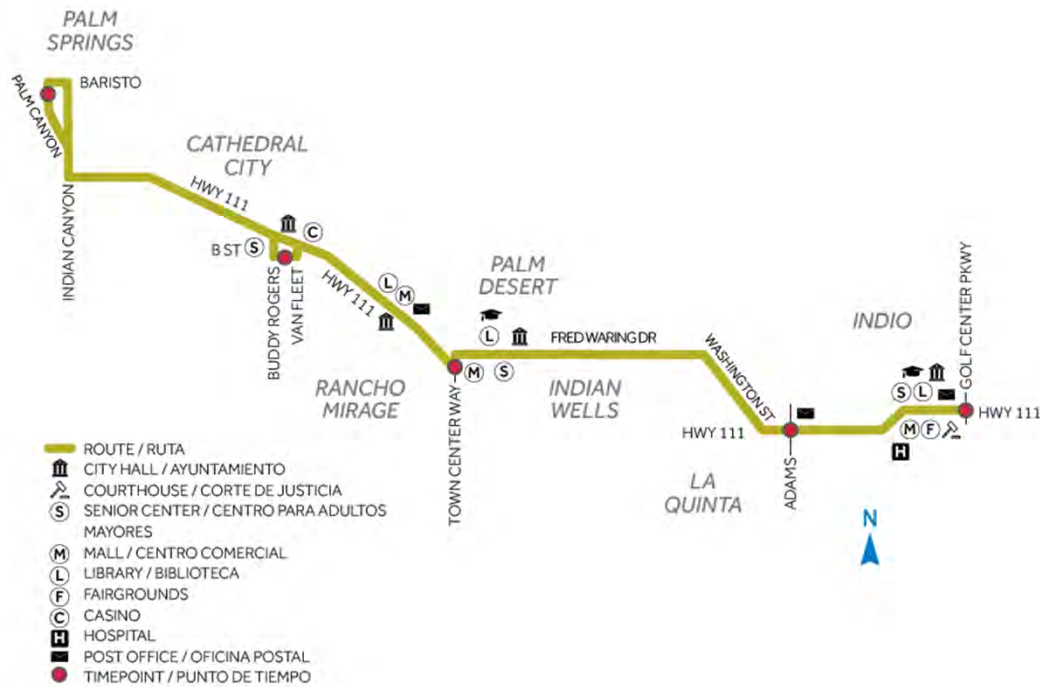 PALM
SPRINGS
BARISTO
PALM CANYON
INDIAN CANYON
CATHEDRAL
CITY
HWY 111
C
B ST
S
BUDDY ROGERS
VAN FLEET
HWY 111
L
M
RANCHO
MIRAGE
PALM
DESERT
L
M
S
TOWN CENTER WAY
FRED WARING DR
INDIAN
WELLS
WASHINGTON ST
HWY 111
LA
QUINTA
ADAMS
INDIO
S
L
M
F
H
GOLF CENTER PKWY
HWY 111
N
ROUTE / RUTA
CITY HALL / AYUNTAMIENTO
COURTHOUSE / CORTE DE JUSTICIA
S SENIOR CENTER / CENTRO PARA ADULTOS
MAYORES
M MALL / CENTRO COMERCIAL
L LIBRARY / BIBLIOTECA
F FAIRGROUNDS
C CASINO
H HOSPITAL
POST OFFICE / OFICINA POSTAL
TIMEPOINT / PUNTO DE TIEMPO